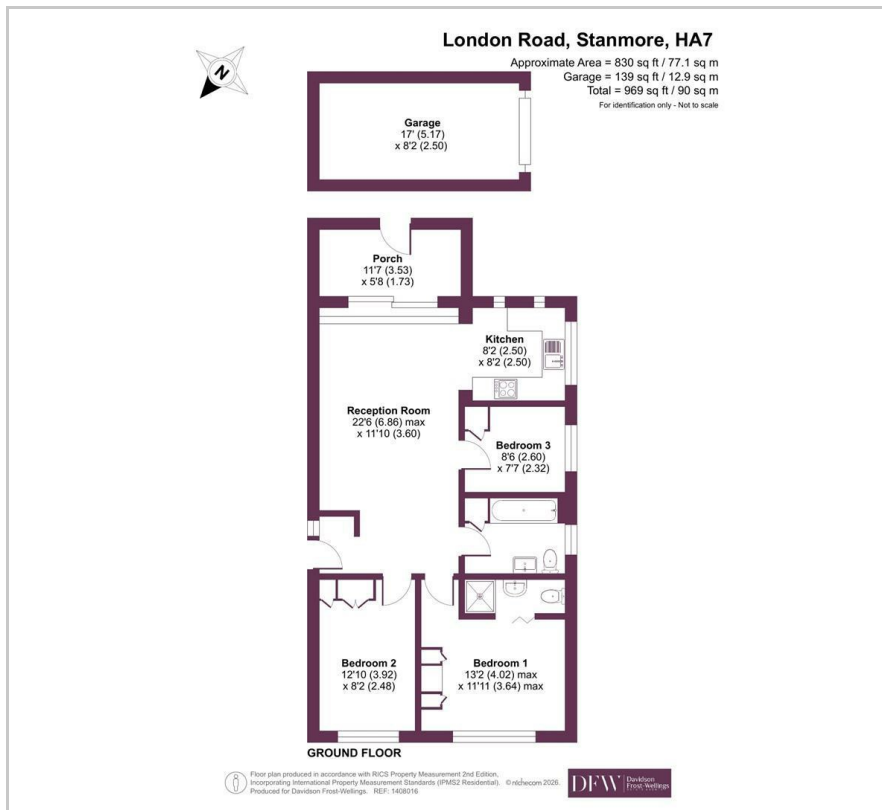 London Road, Stanmore, HA7
Approximate Area = 830 sq ft / 77.1 sq m
Garage = 139 sq ft / 12.9 sq m
Total = 969 sq ft / 90 sq m
For identification only - Not to scale
N
Garage
17' (5.17)
x 8'2 (2.50)
Porch
11'7 (3.53)
x 5'8 (1.73)
Kitchen
8'2 (2.50)
x 8'2 (2.50)
Reception Room
22'6 (6.86) max
x 11'10 (3.60)
Bedroom 3
8'6 (2.60)
x 7'7 (2.32)
Bedroom 2
12'10 (3.92)
x 8'2 (2.48)
Bedroom 1
13'2 (4.02) max
x 11'11 (3.64) max
GROUND FLOOR
Floor plan produced in accordance with RICS Property Measurement 2nd Edition,
Incorporating International Property Measurement Standards (IPMS2 Residential). © nichecom 2026.
Produced for Davidson Frost-Wellings. REF: 1408016
DFW
Davidson
Frost-Wellings